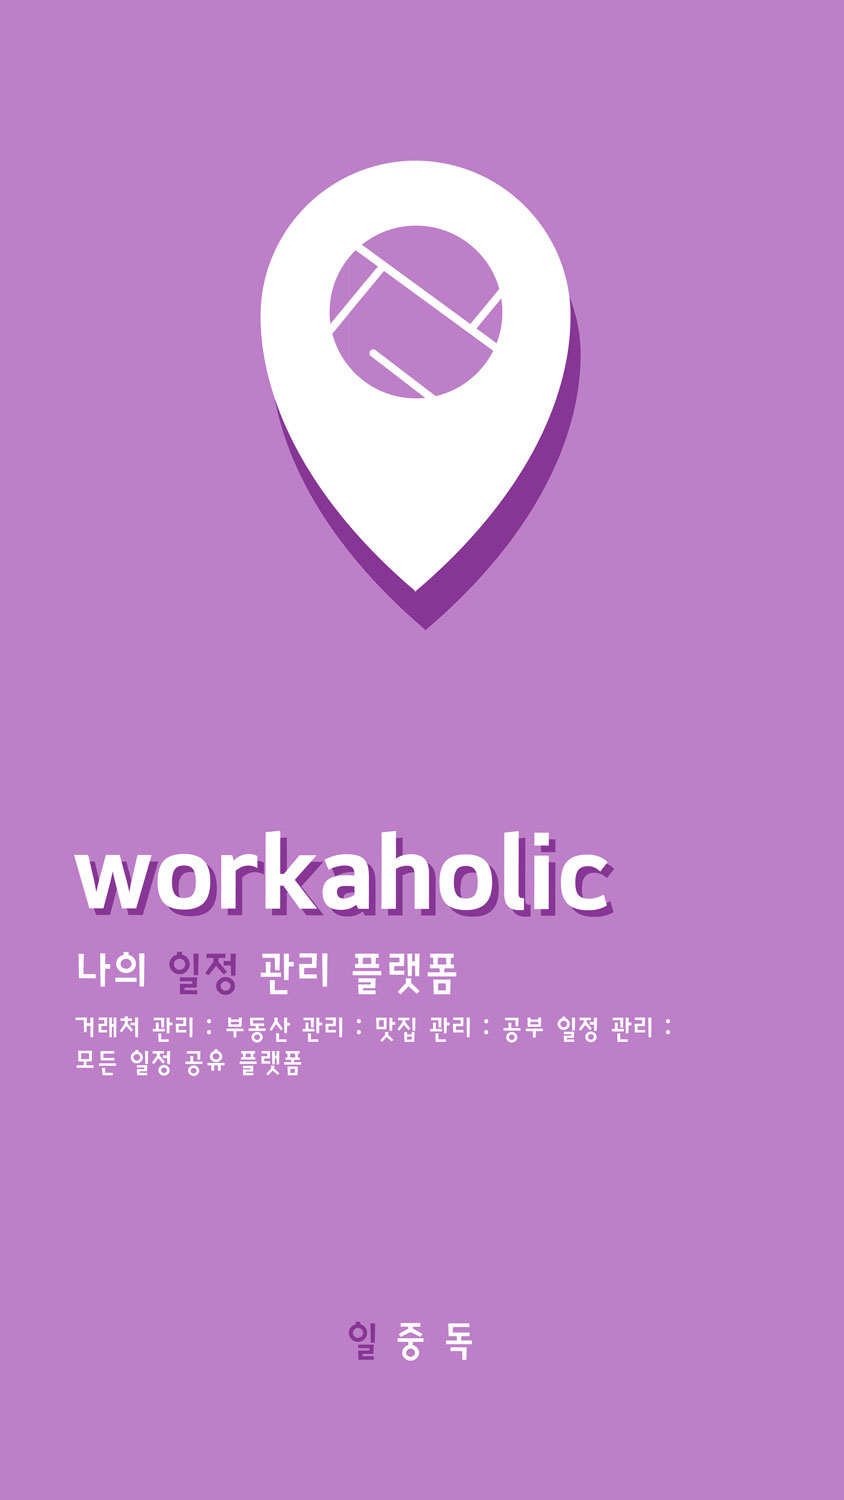 workaholic
나의 일정 관리 플랫폼
거래처 관리 : 부동산 관리 : 맛집 관리 : 공부 일정 관리 :
모든 일정 공유 플랫폼
일 중 독